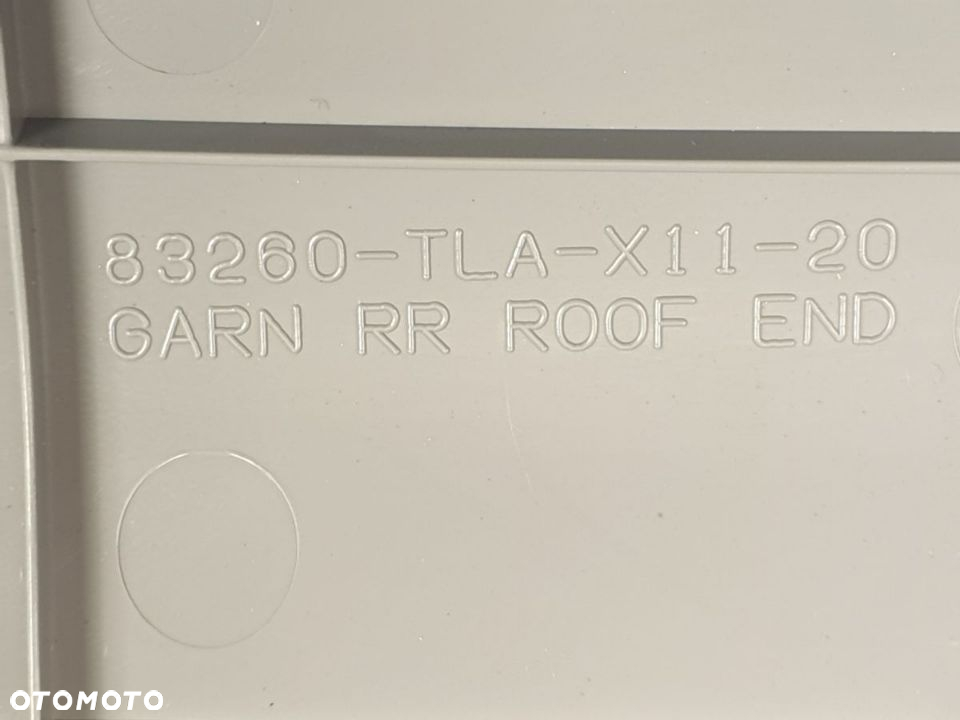 83260-TLA-X11-20
GARN RR ROOF END
OTOMOTO